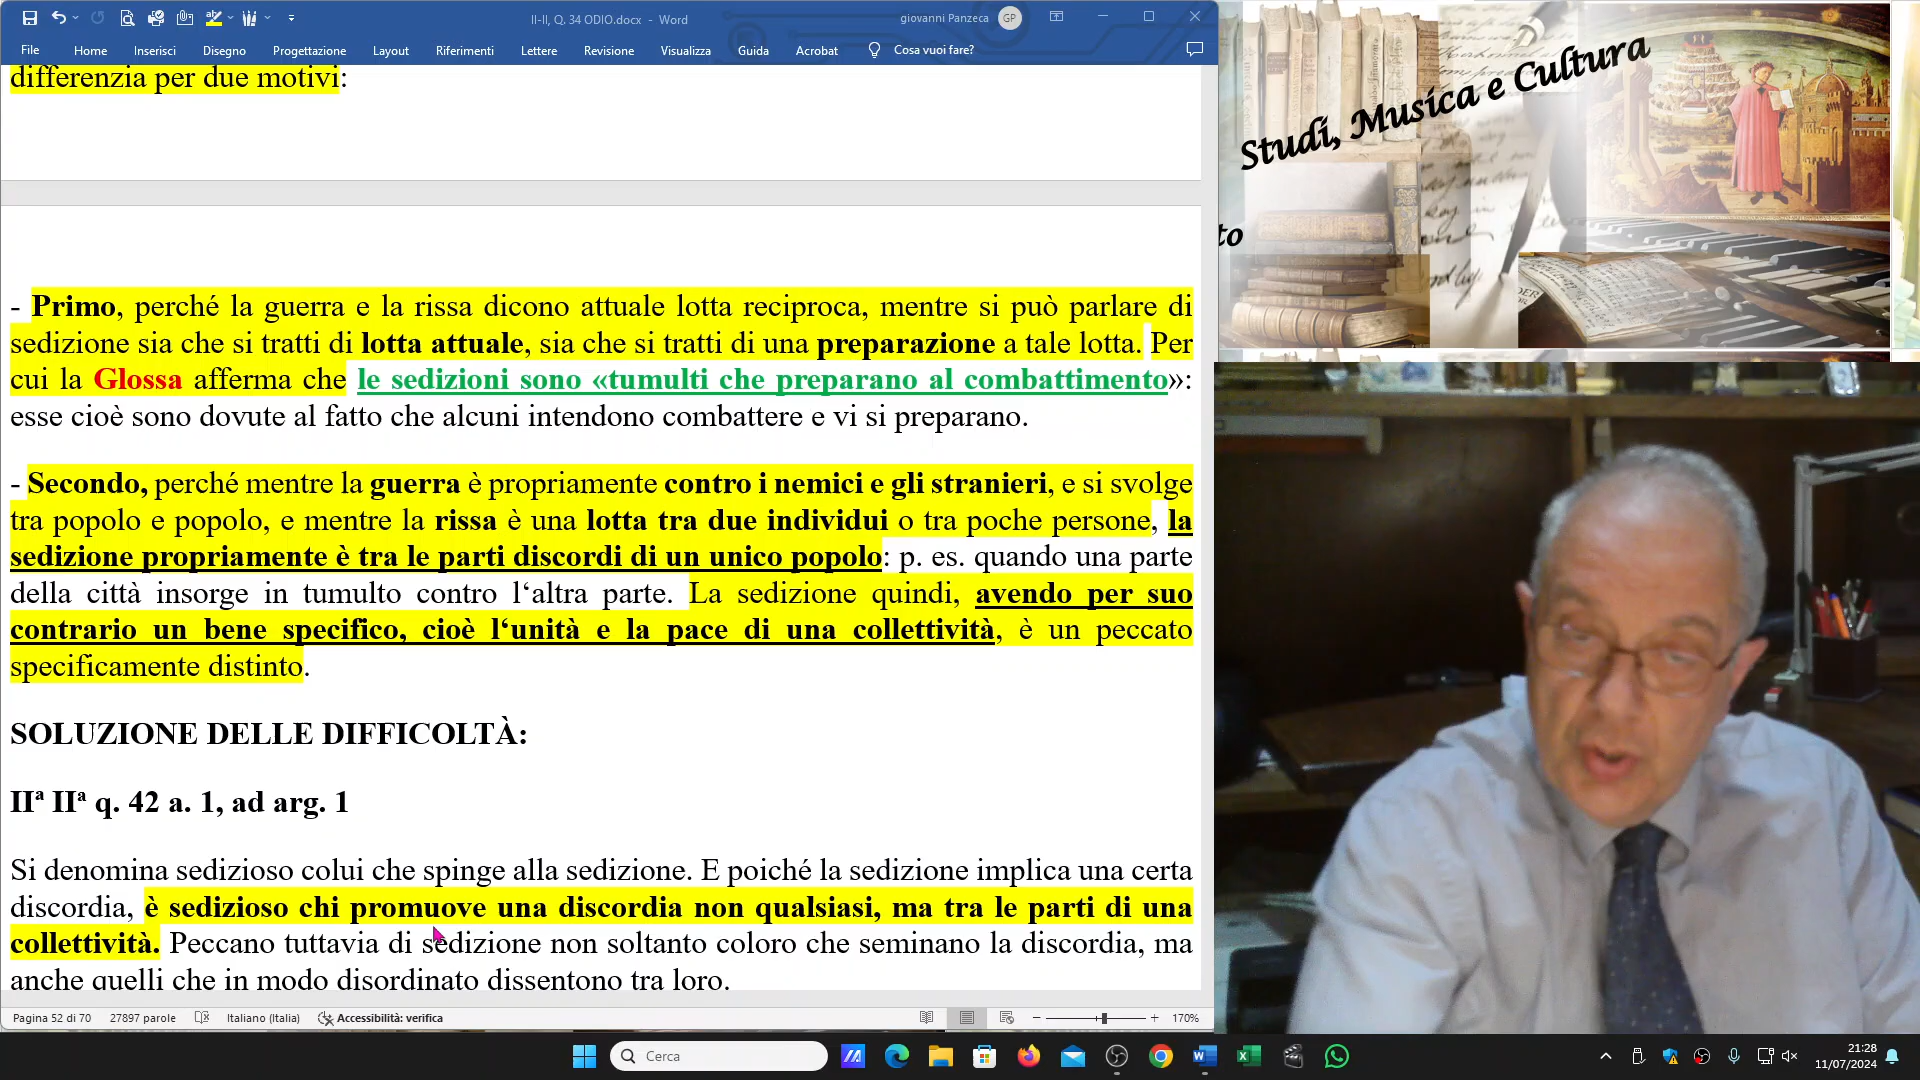 II-II, Q, 34 ODIO.docx - Word
giovanni Panzeca
GP
File Home Inserisci Disegno Progettazione Layout Riferimenti Lettere Revisione Visualizza Guida Acrobat Cosa vuoi fare?
differenzia per due motivi:
- Primo, perché la guerra e la rissa dicono attuale lotta reciproca, mentre si può parlare di
sedizione sia che si tratti di lotta attuale, sia che si tratti di una preparazione a tale lotta. Per
cui la Glossa afferma che le sedizioni sono «tumulti che preparano al combattimento»:
esse cioè sono dovute al fatto che alcuni intendono combattere e vi si preparano.
- Secondo, perché mentre la guerra è propriamente contro i nemici e gli stranieri, e si svolge
tra popolo e popolo, e mentre la rissa è una lotta tra due individui o tra poche persone, la
sedizione propriamente è tra le parti discordi di un unico popolo: p. es. quando una parte
della città insorge in tumulto contro l‘altra parte. La sedizione quindi, avendo per suo
contrario un bene specifico, cioè l‘unità e la pace di una collettività, è un peccato
specificamente distinto.
SOLUZIONE DELLE DIFFICOLTÀ:
IIª IIª q. 42 a. 1, ad arg. 1
Si denomina sedizioso colui che spinge alla sedizione. E poiché la sedizione implica una certa
discordia, è sedizioso chi promuove una discordia non qualsiasi, ma tra le parti di una
collettività. Peccano tuttavia di sedizione non soltanto coloro che seminano la discordia, ma
anche quelli che in modo disordinato dissentono tra loro.
Pagina 52 di 70 27897 parole Italiano (Italia) Accessibilità: verifica 170%
Studi, Musica e Cultura
to
Cerca
21:28
11/07/2024